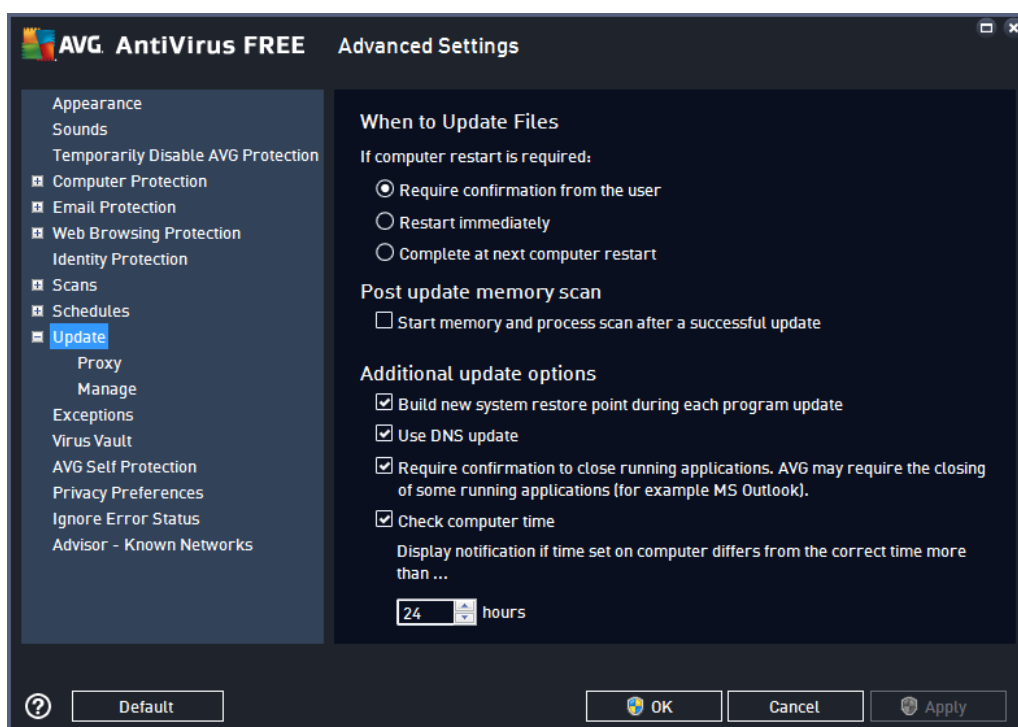 AVG. AntiVirus FREE
Advanced Settings
Appearance
Sounds
Temporarily Disable AVG Protection
Computer Protection
Email Protection
Web Browsing Protection
Identity Protection
Scans
Schedules
Update
Proxy
Manage
Exceptions
Virus Vault
AVG Self Protection
Privacy Preferences
Ignore Error Status
Advisor - Known Networks
When to Update Files
If computer restart is required:
Require confirmation from the user
Restart immediately
Complete at next computer restart
Post update memory scan
Start memory and process scan after a successful update
Additional update options
Build new system restore point during each program update
Use DNS update
Require confirmation to close running applications. AVG may require the closing
of some running applications (for example MS Outlook).
Check computer time
Display notification if time set on computer differs from the correct time more
than ...
24 hours
? Default
OK
Cancel
Apply